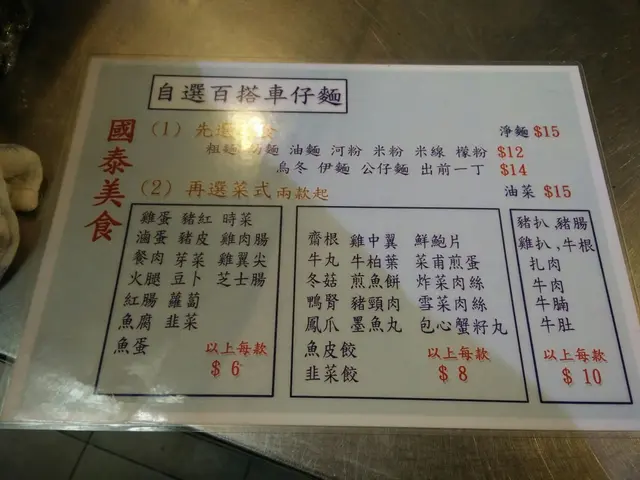 自選百搭車仔麵
國泰美食
(1) 先選 食 淨麵 $15
粗麵 幼麵 油麵 河粉 米粉 米線 檬粉 $12
烏冬 伊麵 公仔麵 出前一丁 $14
(2) 再選菜式兩款起 油菜 $15
雞蛋 豬紅 時菜
滷蛋 豬皮 雞肉腸
餐肉 芽菜 雞翼尖
火腿 豆卜 芝士腸
紅腸 蘿蔔
魚腐 韭菜
魚蛋
以上每款
$ 6
齋根 雞中翼 鮮鮑片
牛丸 牛柏葉 菜甫煎蛋
冬菇 煎魚餅 炸菜肉絲
鴨腎 豬頸肉 雪菜肉絲
鳳爪 墨魚丸 包心蟹籽丸
魚皮餃
韭菜餃
以上每款
$ 8
豬扒,豬腸
雞扒,牛根
扎肉
牛肉
牛腩
牛肚
以上每款
$ 10